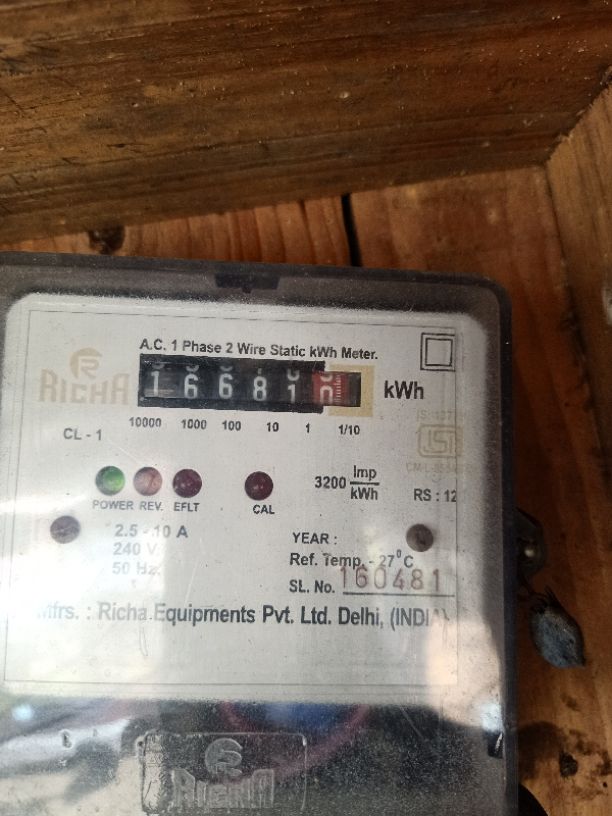 A.C. 1 Phase 2 Wire Static kWh Meter.
RICHA
166810 kWh
10000 1000 100 10 1 1/10
CL - 1
ISI
3200 Imp/kWh
RS : 12
POWER REV. EFLT CAL
2.5 - 10 A
240 V
50 Hz
YEAR :
Ref. Temp. - 27°C
SL. No. 160481
Mfrs. : Richa Equipments Pvt. Ltd. Delhi, (INDIA)
RICHA